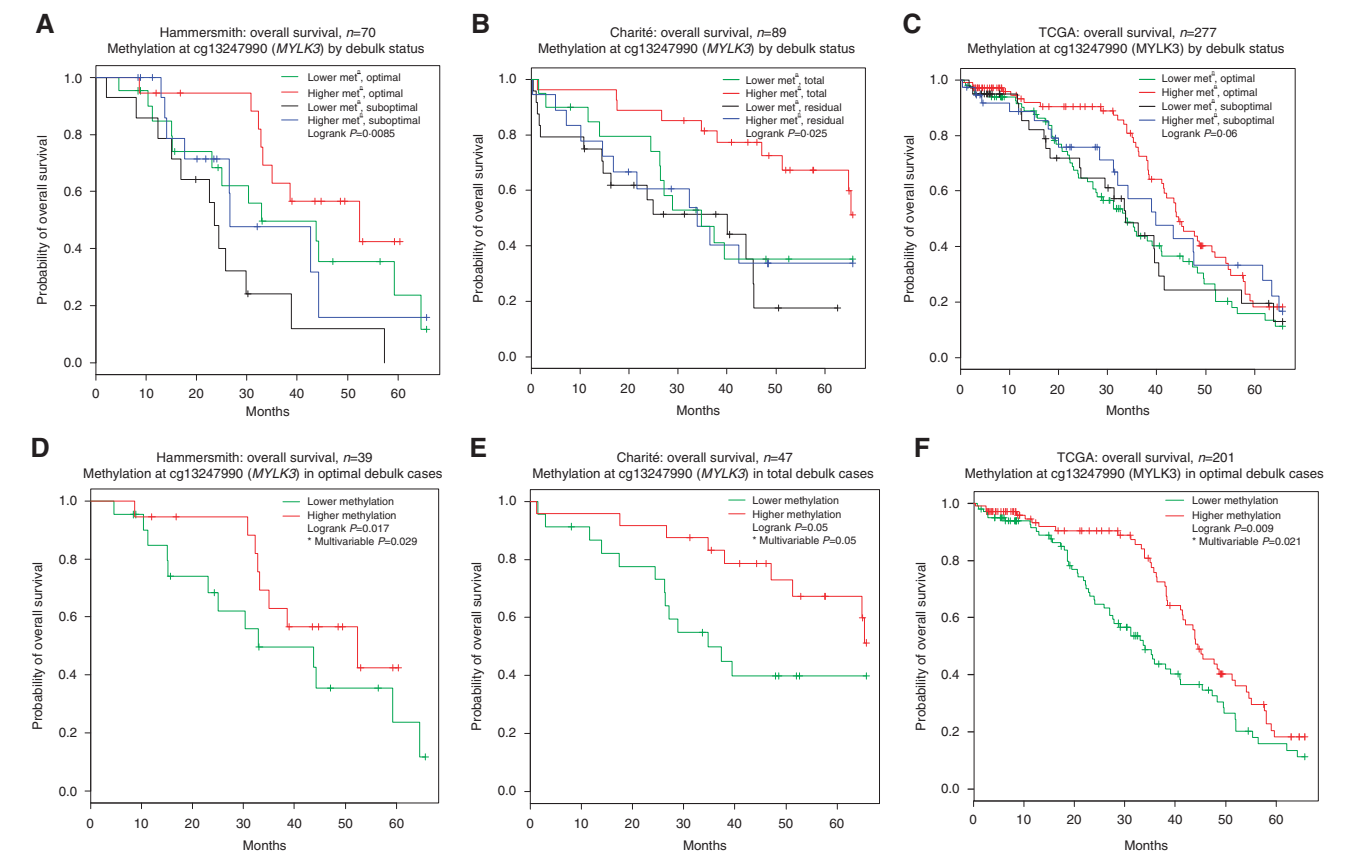 A
Hammersmith: overall survival, n=70
Methylation at cg13247990 (MYLK3) by debulk status
Lower met, optimal
Higher met, optimal
Lower met, suboptimal
Higher met, suboptimal
Logrank P=0·0085
Probability of overall survival
1.0
0.8
0.6
0.4
0.2
0.0
0 10 20 30 40 50 60
Months
B
Charité: overall survival, n=89
Methylation at cg13247990 (MYLK3) by debulk status
Lower met, total
Higher met, total
Lower met, residual
Higher met, residual
Logrank P=0·025
Probability of overall survival
1.0
0.8
0.6
0.4
0.2
0.0
0 10 20 30 40 50 60
Months
C
TCGA: overall survival, n=277
Methylation at cg13247990 (MYLK3) by debulk status
Lower met, optimal
Higher met, optimal
Lower met, suboptimal
Higher met, suboptimal
Logrank P=0·06
Probability of overall survival
1.0
0.8
0.6
0.4
0.2
0.0
0 10 20 30 40 50 60
Months
D
Hammersmith: overall survival, n=39
Methylation at cg13247990 (MYLK3) in optimal debulk cases
Lower methylation
Higher methylation
Logrank P=0.017
* Multivariable P=0.029
Probability of overall survival
1.0
0.8
0.6
0.4
0.2
0.0
0 10 20 30 40 50 60
Months
E
Charité: overall survival, n=47
Methylation at cg13247990 (MYLK3) in total debulk cases
Lower methylation
Higher methylation
Logrank P=0.05
* Multivariable P=0.05
Probability of overall survival
1.0
0.8
0.6
0.4
0.2
0.0
0 10 20 30 40 50 60
Months
F
TCGA: overall survival, n=201
Methylation at cg13247990 (MYLK3) in optimal debulk cases
Lower methylation
Higher methylation
Logrank P=0.009
* Multivariable P=0.021
Probability of overall survival
1.0
0.8
0.6
0.4
0.2
0.0
0 10 20 30 40 50 60
Months